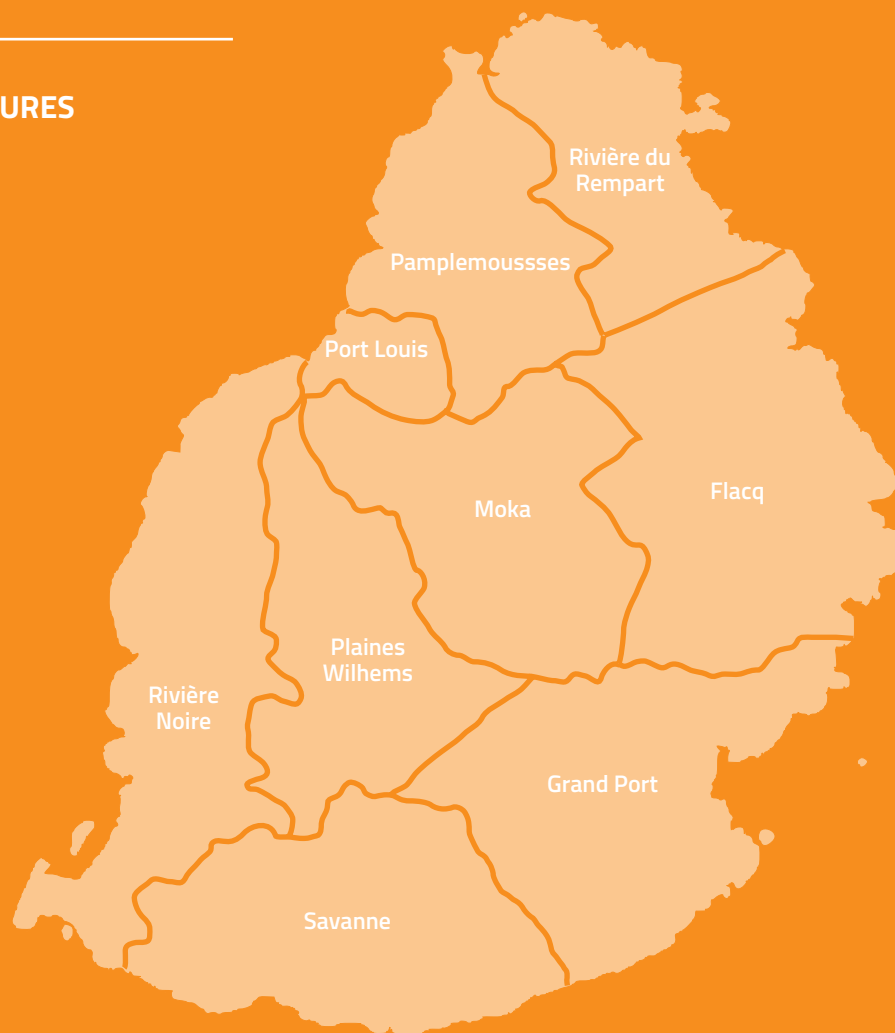 URES
Rivière du
Rempart
Pamplemoussses
Port Louis
Flacq
Moka
Plaines
Wilhems
Rivière
Noire
Grand Port
Savanne